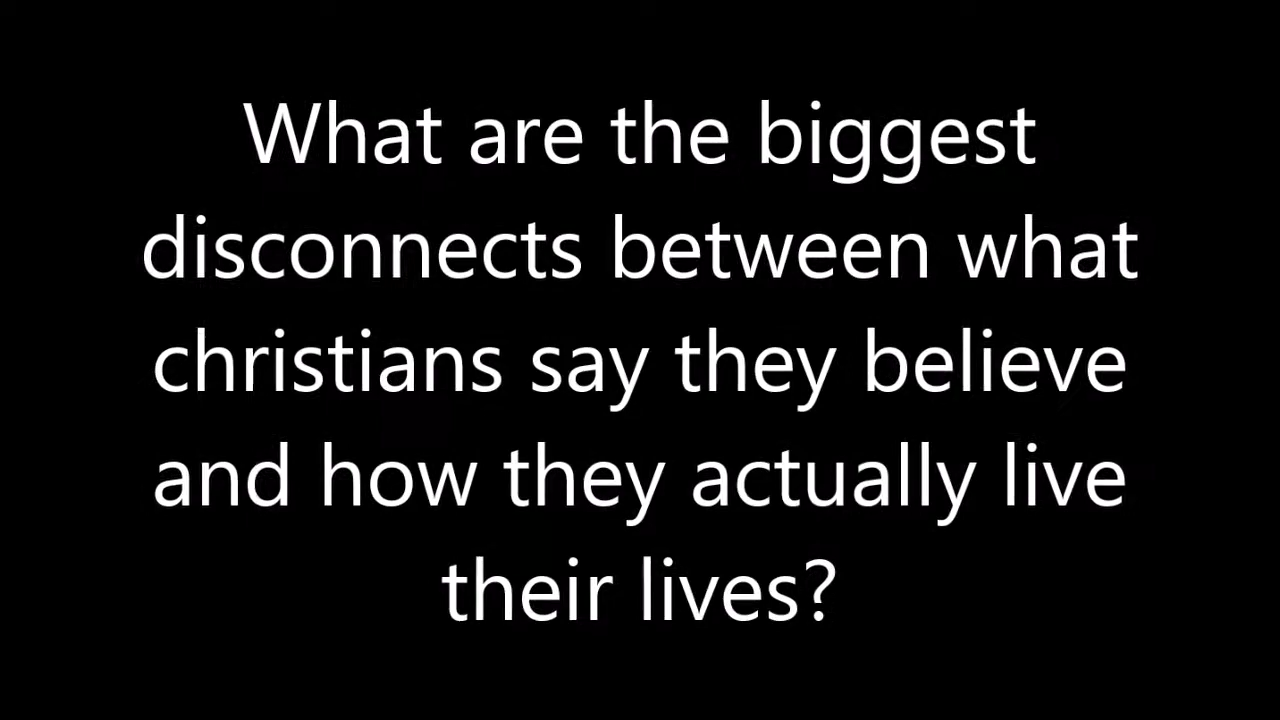 What are the biggest
disconnects between what
christians say they believe
and how they actually live
their lives?